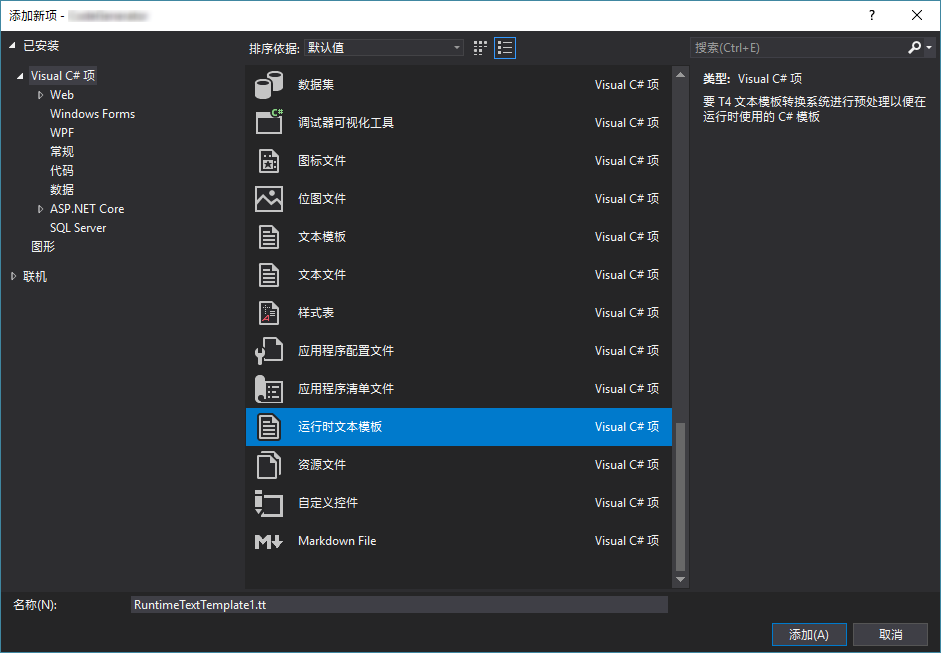 添加新项 -
?
已安装
Visual C# 项
Web
Windows Forms
WPF
常规
代码
数据
ASP.NET Core
SQL Server
图形
联机
排序依据: 默认值
数据集 Visual C# 项
C#
调试器可视化工具 Visual C# 项
图标文件 Visual C# 项
位图文件 Visual C# 项
文本模板 Visual C# 项
文本文件 Visual C# 项
样式表 Visual C# 项
应用程序配置文件 Visual C# 项
应用程序清单文件 Visual C# 项
运行时文本模板 Visual C# 项
资源文件 Visual C# 项
自定义控件 Visual C# 项
Markdown File Visual C# 项
搜索(Ctrl+E)
类型: Visual C# 项
要 T4 文本模板转换系统进行预处理以便在
运行时使用的 C# 模板
名称(N): RuntimeTextTemplate1.tt
添加(A) 取消